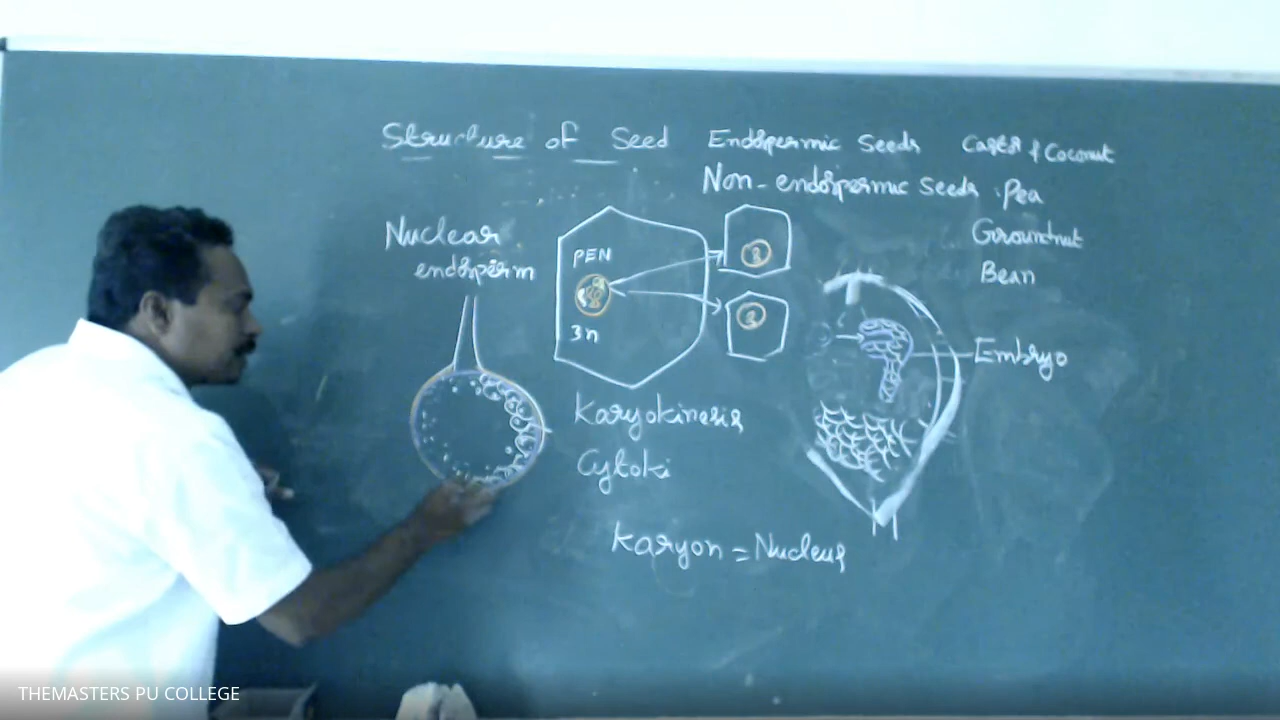 Structure of Seed Endospermic Seeds Castor & Coconut
Non-endospermic Seeds : Pea
Groundnut
Bean
Nuclear
endosperm
PEN
3n
Embryo
Karyokinesis
Cytoki
Karyon = Nucleus
THEMASTERS PU COLLEGE